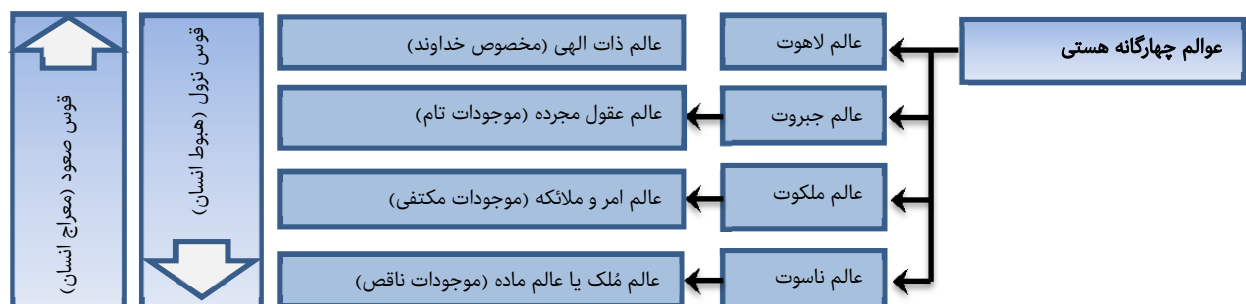 عوالم چهارگانه هستی
عالم لاهوت
عالم ذات الهی (مخصوص خداوند)
عالم جبروت
عالم عقول مجرده (موجودات تام)
عالم ملکوت
عالم امر و ملائکه (موجودات مکتفی)
عالم ناسوت
عالم مُلک یا عالم ماده (موجودات ناقص)
قوس نزول (هبوط انسان)
قوس صعود (معراج انسان)